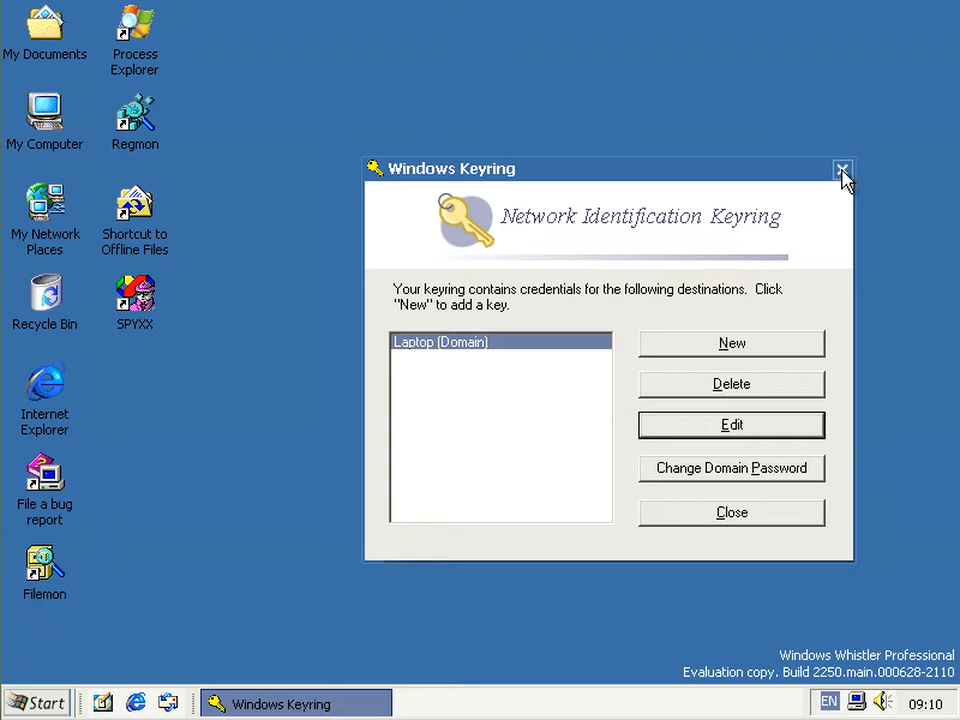 My Documents
Process
Explorer
My Computer
Regmon
My Network
Places
Shortcut to
Offline Files
Recycle Bin
SPYXX
Internet
Explorer
File a bug
report
Filemon
Windows Keyring
Network Identification Keyring
Your keyring contains credentials for the following destinations. Click
"New" to add a key.
Laptop (Domain)
New
Delete
Edit
Change Domain Password
Close
Windows Whistler Professional
Evaluation copy. Build 2250.main.000628-2110
Start
Windows Keyring
EN
09:10